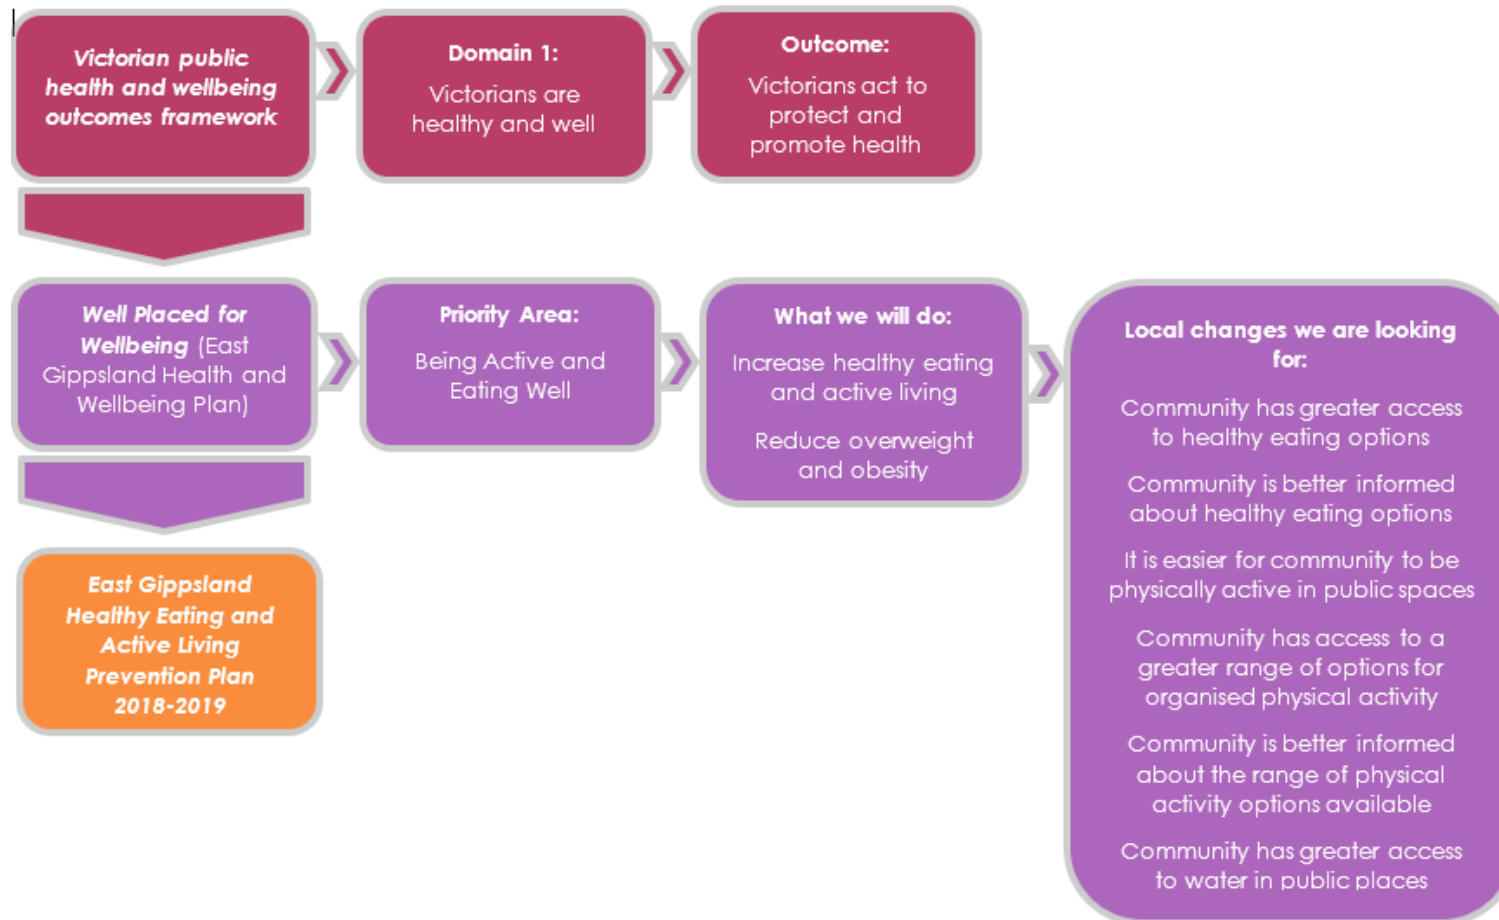 Victorian public
health and wellbeing
outcomes framework
Domain 1:
Victorians are
healthy and well
Outcome:
Victorians act to
protect and
promote health
Well Placed for
Wellbeing (East
Gippsland Health and
Wellbeing Plan)
Priority Area:
Being Active and
Eating Well
What we will do:
Increase healthy eating
and active living
Reduce overweight
and obesity
Local changes we are looking
for:
Community has greater access
to healthy eating options
Community is better informed
about healthy eating options
It is easier for community to be
physically active in public spaces
Community has access to a
greater range of options for
organised physical activity
Community is better informed
about the range of physical
activity options available
Community has greater access
to water in public places
East Gippsland
Healthy Eating and
Active Living
Prevention Plan
2018-2019